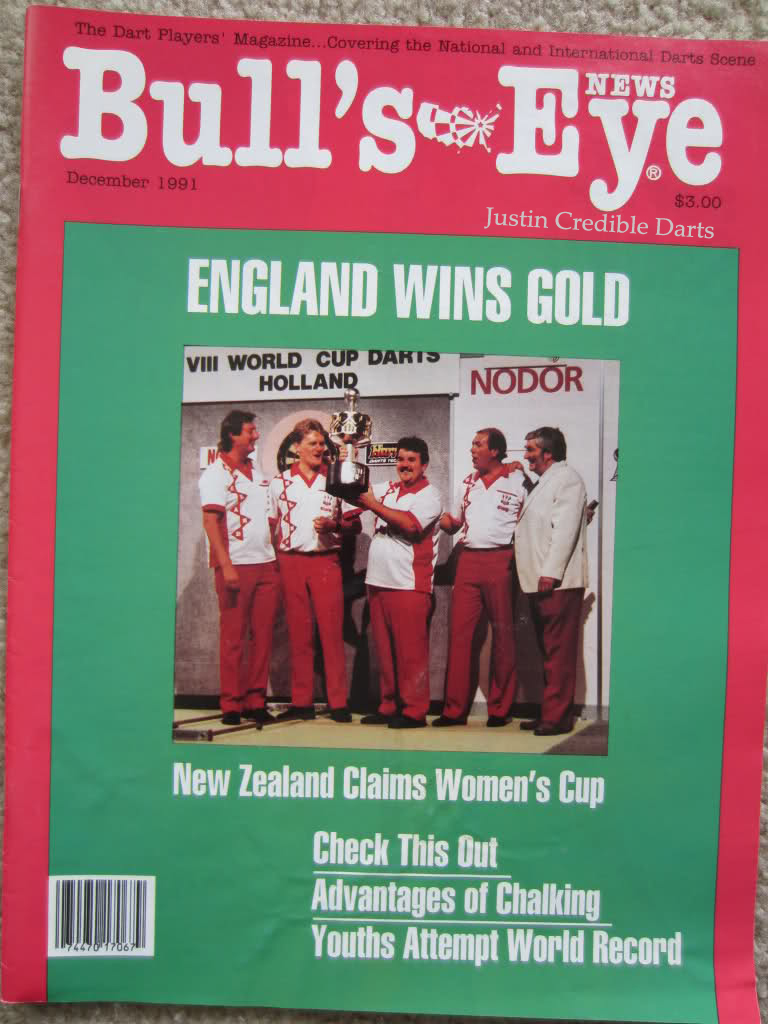 The Dart Players' Magazine...Covering the National and International Darts Scene
Bull's Eye
NEWS
®
December 1991
$3.00
Justin Credible Darts
ENGLAND WINS GOLD
VIII WORLD CUP DARTS
HOLLAND
NODOR
New Zealand Claims Women's Cup
Check This Out
Advantages of Chalking
Youths Attempt World Record
74470 17067